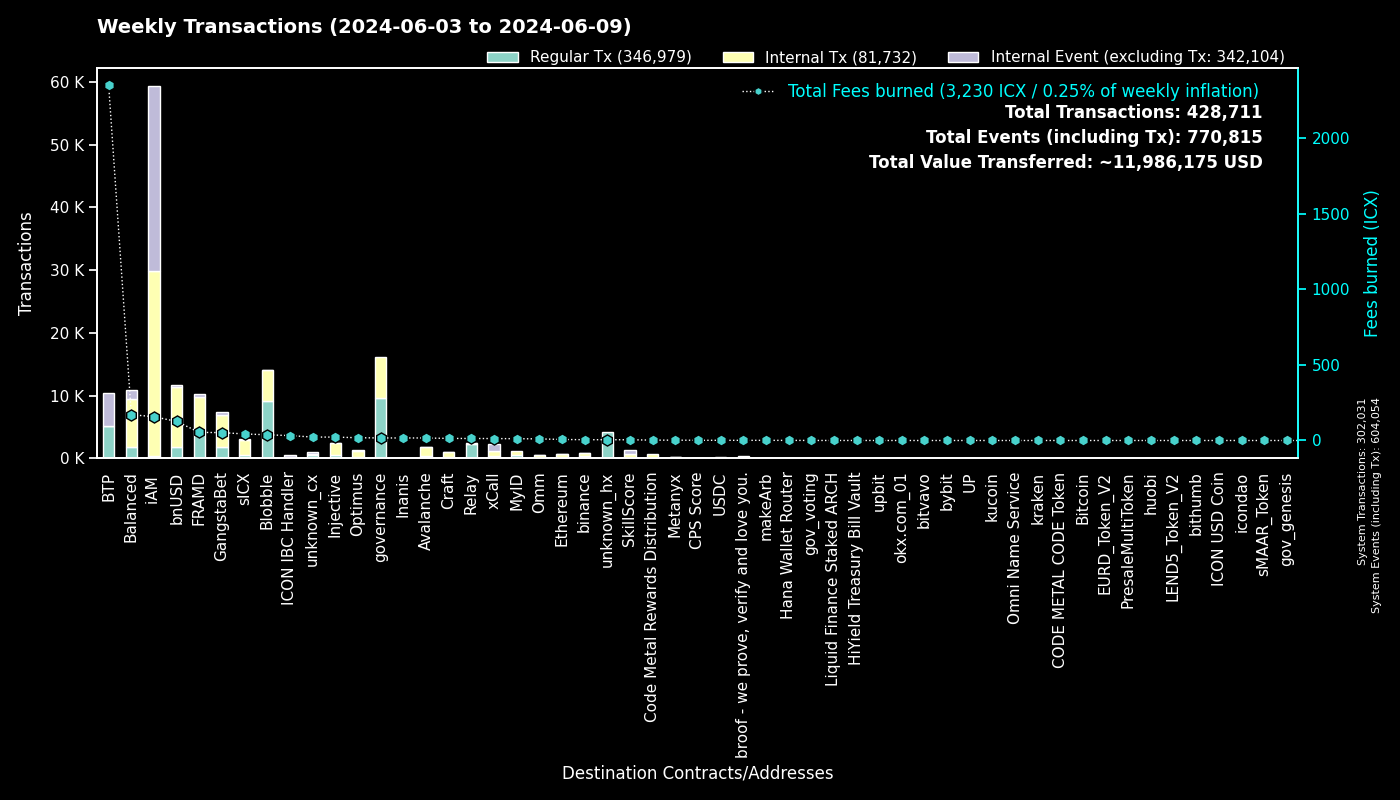 Weekly Transactions (2024-06-03 to 2024-06-09)
Regular Tx (346,979) Internal Tx (81,732) Internal Event (excluding Tx: 342,104)
Total Fees burned (3,230 ICX / 0.25% of weekly inflation)
Total Transactions: 428,711
Total Events (including Tx): 770,815
Total Value Transferred: ~11,986,175 USD
Transactions
60 K
50 K
40 K
30 K
20 K
10 K
0 K
2000
1500
1000
500
0
Fees burned (ICX)
System Transactions: 302,031
System Events (including Tx): 604,054
BTP
Balanced
iAM
bnUSD
FRAMD
GangstaBet
sICX
Blobble
ICON IBC Handler
unknown_cx
Injective
Optimus
governance
Inanis
Avalanche
Craft
Relay
xCall
MyID
Omm
Ethereum
binance
unknown_hx
SkillScore
Code Metal Rewards Distribution
Metanyx
CPS Score
USDC
broof - we prove, verify and love you.
makeArb
Hana Wallet Router
gov_voting
Liquid Finance Staked ARCH
HiYield Treasury Bill Vault
upbit
okx.com_01
bitvavo
bybit
UP
kucoin
Omni Name Service
kraken
CODE METAL CODE Token
Bitcoin
EURD_Token_V2
PresaleMultiToken
huobi
LEND5_Token_V2
bithumb
ICON USD Coin
icondao
sMAAR_Token
gov_genesis
Destination Contracts/Addresses